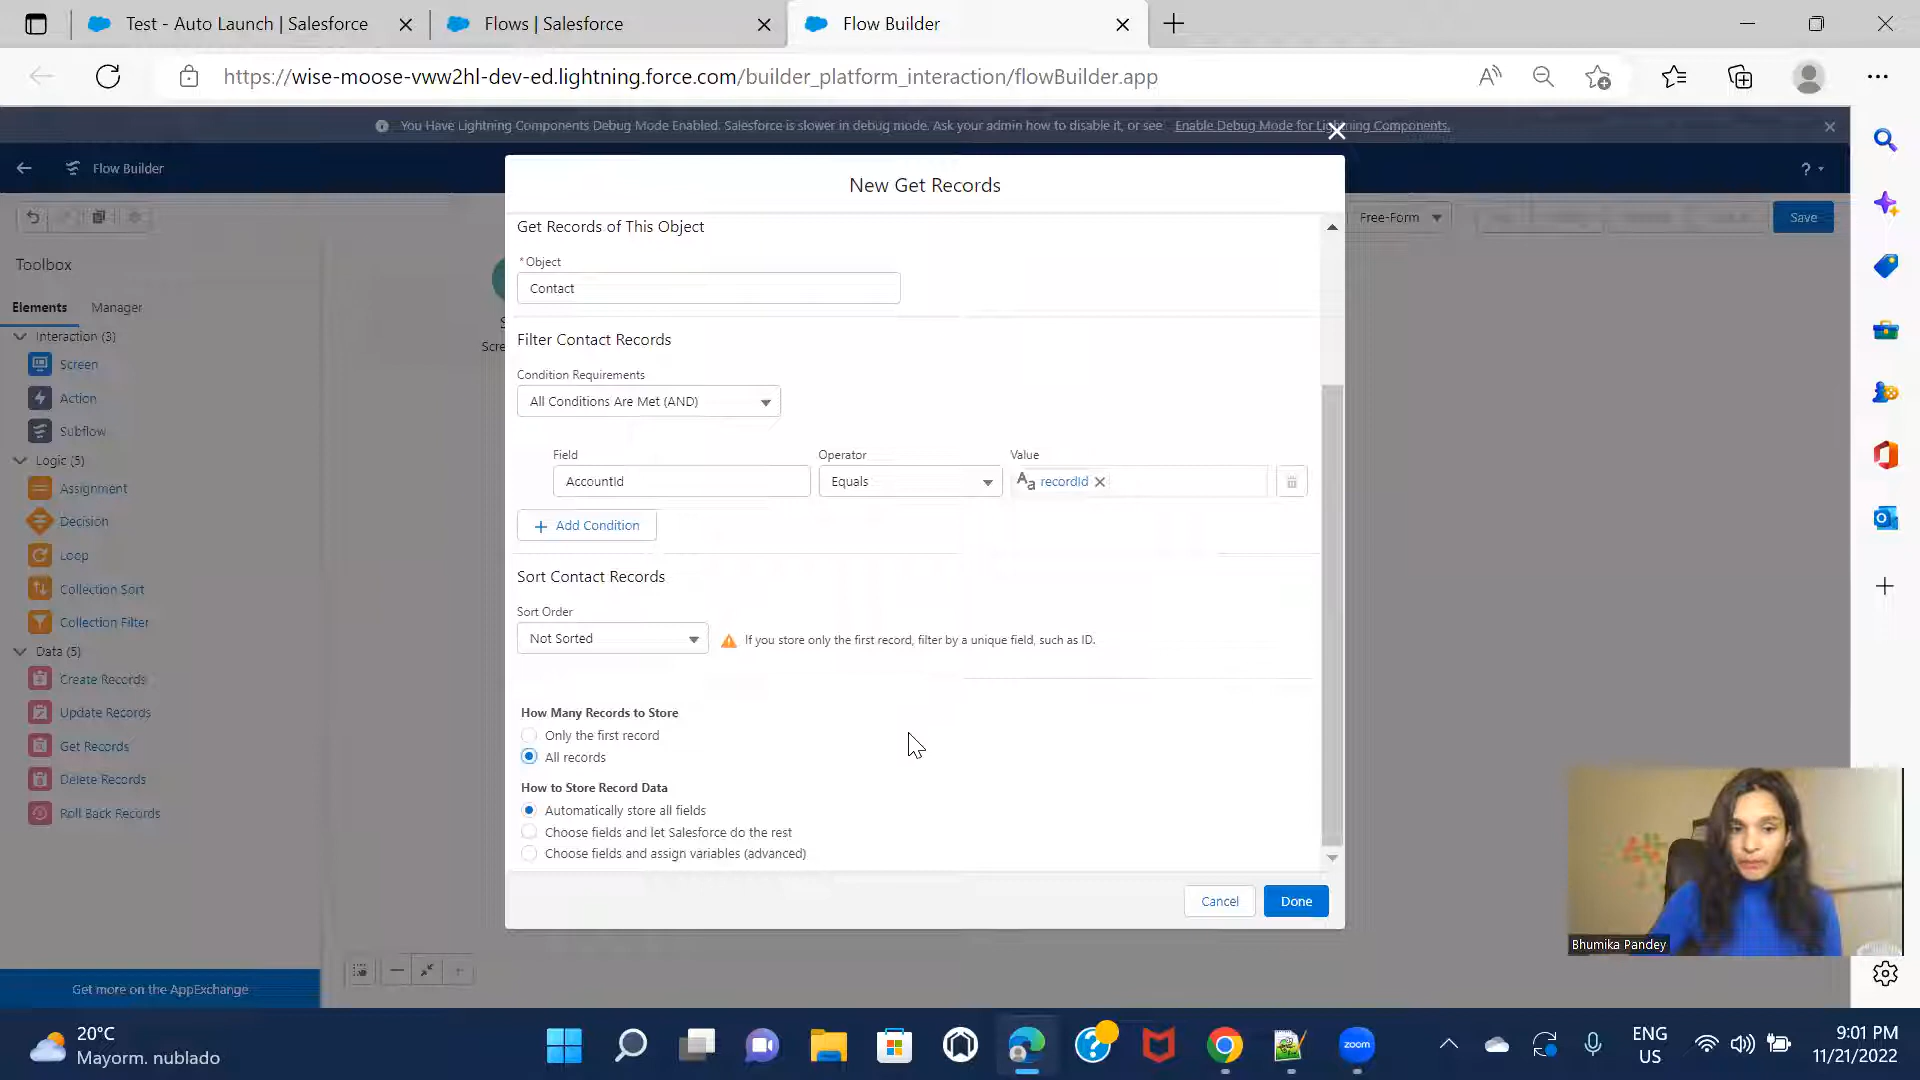 Test - Auto Launch | Salesforce
Flows | Salesforce
Flow Builder
https://wise-moose-vww2hl-dev-ed.lightning.force.com/builder_platform_interaction/flowBuilder.app
You Have Lightning Components Debug Mode Enabled. Salesforce is slower in debug mode. Ask your admin how to disable it, or see Enable Debug Mode for Lightning Components.
Flow Builder
?
New Get Records
Free-Form
Save
Toolbox
Elements
Manager
Interaction (3)
Screen
Action
Subflow
Logic (5)
Assignment
Decision
Loop
Collection Sort
Collection Filter
Data (5)
Create Records
Update Records
Get Records
Delete Records
Roll Back Records
Get more on the AppExchange
Get Records of This Object
* Object
Contact
Filter Contact Records
Condition Requirements
All Conditions Are Met (AND)
Field
Operator
Value
AccountId
Equals
Aa recordId
+ Add Condition
Sort Contact Records
Sort Order
Not Sorted
If you store only the first record, filter by a unique field, such as ID.
How Many Records to Store
Only the first record
All records
How to Store Record Data
Automatically store all fields
Choose fields and let Salesforce do the rest
Choose fields and assign variables (advanced)
Cancel
Done
Bhumika Pandey
20°C
Mayorm. nublado
zoom
ENG
US
9:01 PM
11/21/2022